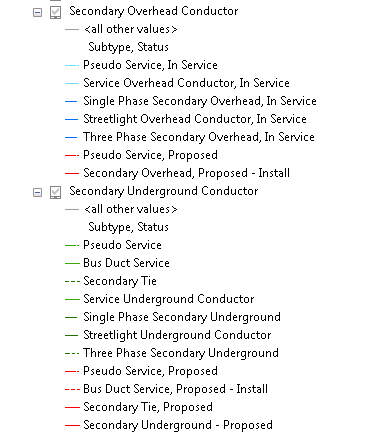 Secondary Overhead Conductor
<all other values>
Subtype, Status
Pseudo Service, In Service
Service Overhead Conductor, In Service
Single Phase Secondary Overhead, In Service
Streetlight Overhead Conductor, In Service
Three Phase Secondary Overhead, In Service
Pseudo Service, Proposed
Secondary Overhead, Proposed - Install
Secondary Underground Conductor
<all other values>
Subtype, Status
Pseudo Service
Bus Duct Service
Secondary Tie
Service Underground Conductor
Single Phase Secondary Underground
Streetlight Underground Conductor
Three Phase Secondary Underground
Pseudo Service, Proposed
Bus Duct Service, Proposed - Install
Secondary Tie, Proposed
Secondary Underground - Proposed